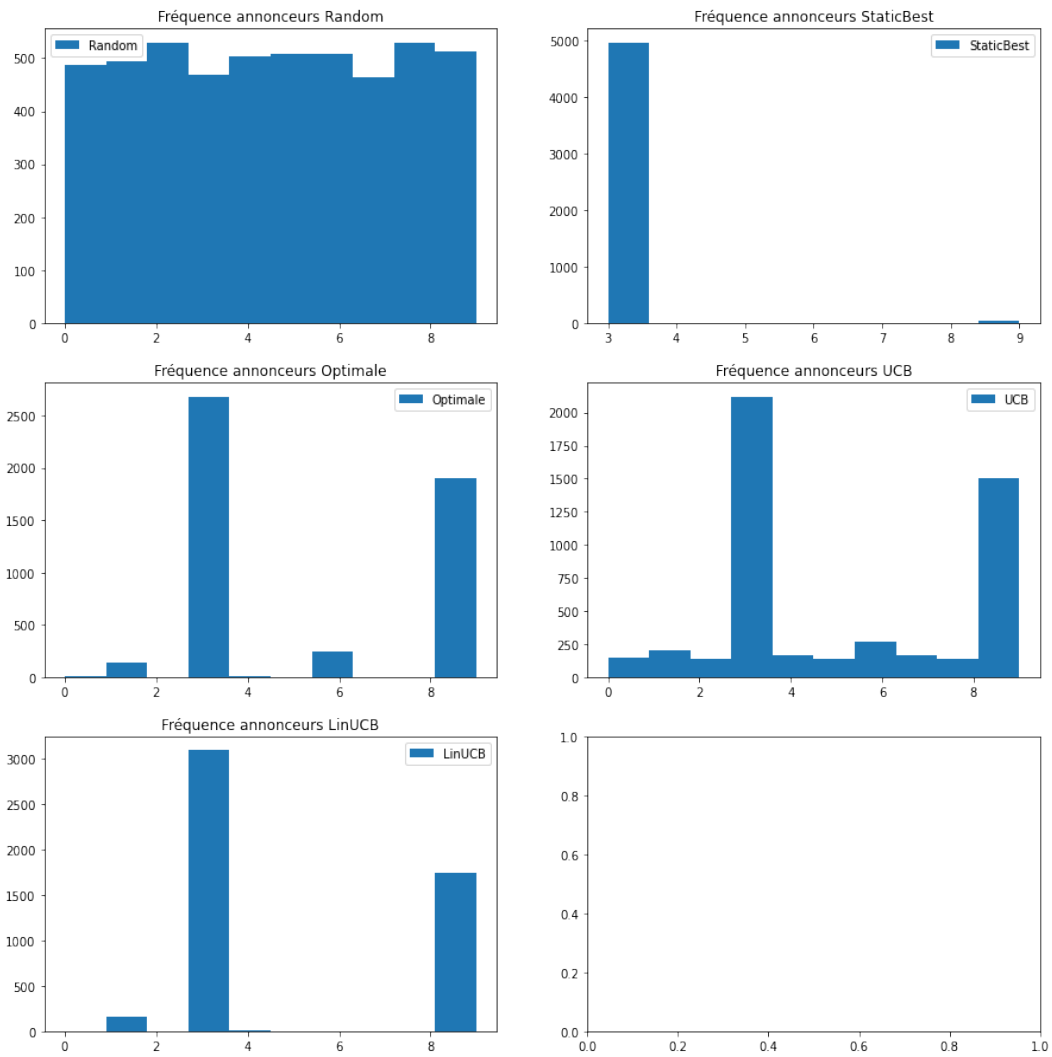 Fréquence annonceurs Random
Random
500
400
300
200
100
0
0 2 4 6 8
Fréquence annonceurs StaticBest
StaticBest
5000
4000
3000
2000
1000
0
3 4 5 6 7 8 9
Fréquence annonceurs Optimale
Optimale
2500
2000
1500
1000
500
0
0 2 4 6 8
Fréquence annonceurs UCB
UCB
2000
1750
1500
1250
1000
750
500
250
0
0 2 4 6 8
Fréquence annonceurs LinUCB
LinUCB
3000
2500
2000
1500
1000
500
0
0 2 4 6 8
1.0
0.8
0.6
0.4
0.2
0.0
0.0 0.2 0.4 0.6 0.8 1.0